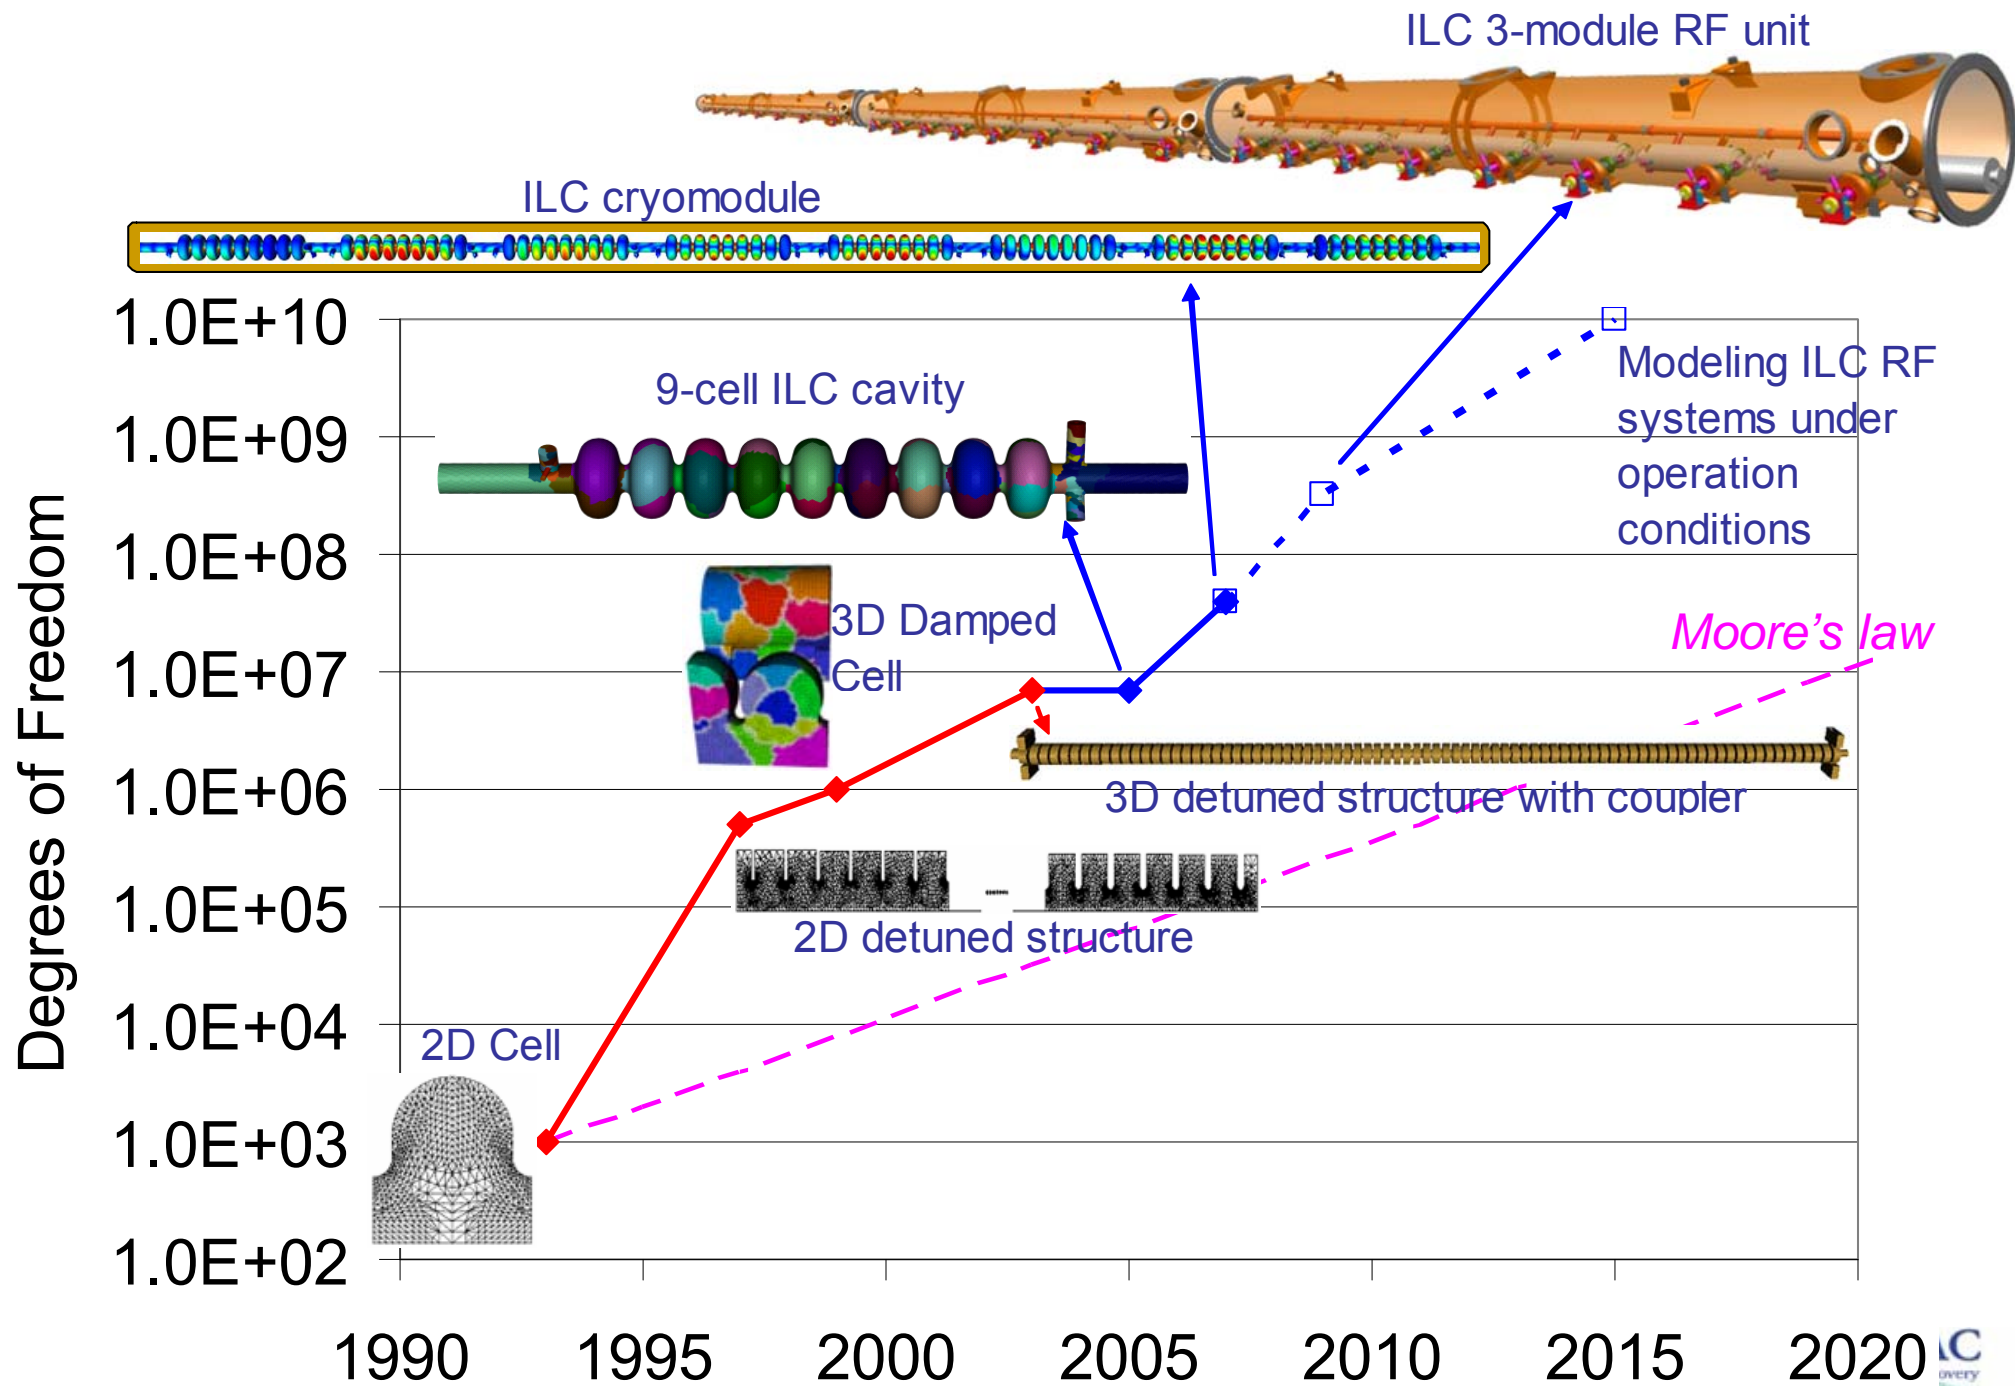 ILC 3-module RF unit
ILC cryomodule
1.0E+10
1.0E+09
1.0E+08
1.0E+07
1.0E+06
1.0E+05
1.0E+04
1.0E+03
1.0E+02
Degrees of Freedom
9-cell ILC cavity
Modeling ILC RF
systems under
operation
conditions
3D Damped
Cell
Moore's law
3D detuned structure with coupler
2D detuned structure
2D Cell
1990 1995 2000 2005 2010 2015 2020
AC
overy